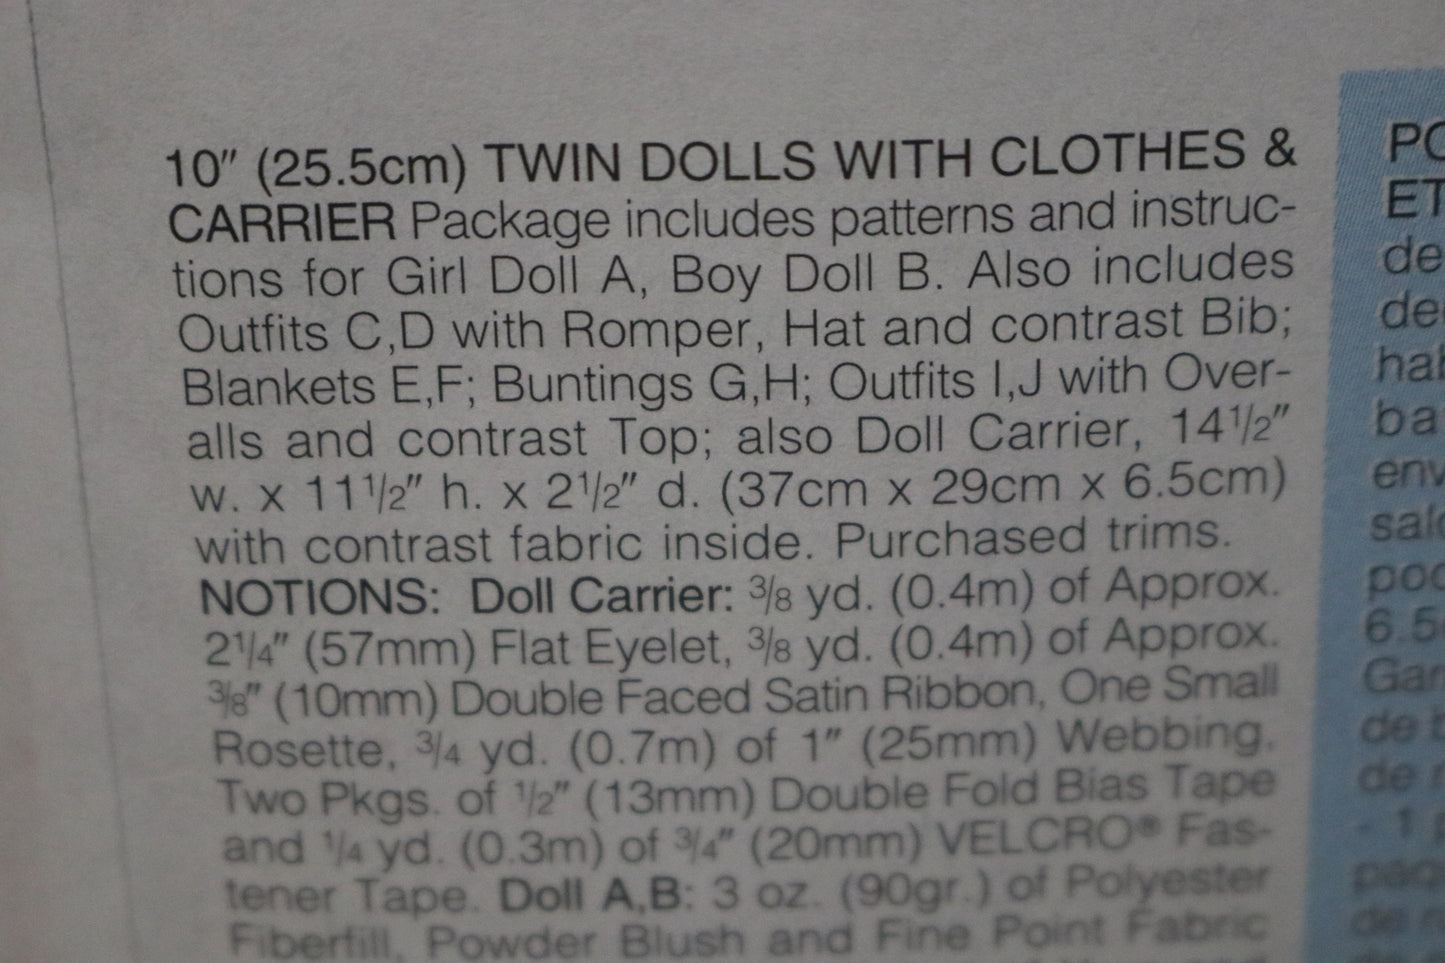 10" (25.5cm) TWIN DOLLS WITH CLOTHES &
CARRIER Package includes patterns and instruc-
tions for Girl Doll A, Boy Doll B. Also includes
Outfits C,D with Romper, Hat and contrast Bib;
Blankets E,F; Buntings G,H; Outfits I,J with Over-
alls and contrast Top; also Doll Carrier, 14½"
w. x 11½" h. x 2½" d. (37cm x 29cm x 6.5cm)
with contrast fabric inside. Purchased trims.
NOTIONS: Doll Carrier: ⅜ yd. (0.4m) of Approx.
2¼" (57mm) Flat Eyelet, ⅜ yd. (0.4m) of Approx.
⅜" (10mm) Double Faced Satin Ribbon, One Small
Rosette, ¾ yd. (0.7m) of 1" (25mm) Webbing,
Two Pkgs. of ½" (13mm) Double Fold Bias Tape
and ¼ yd. (0.3m) of ¾" (20mm) VELCRO® Fas-
tener Tape. Doll A,B: 3 oz. (90gr.) of Polyester
Fiberfill, Powder Blush and Fine Point Fabric
PO
ET
de
de
hal
ba
env
salo
poc
6.5
Gar
de b
de
- 1
paq
de